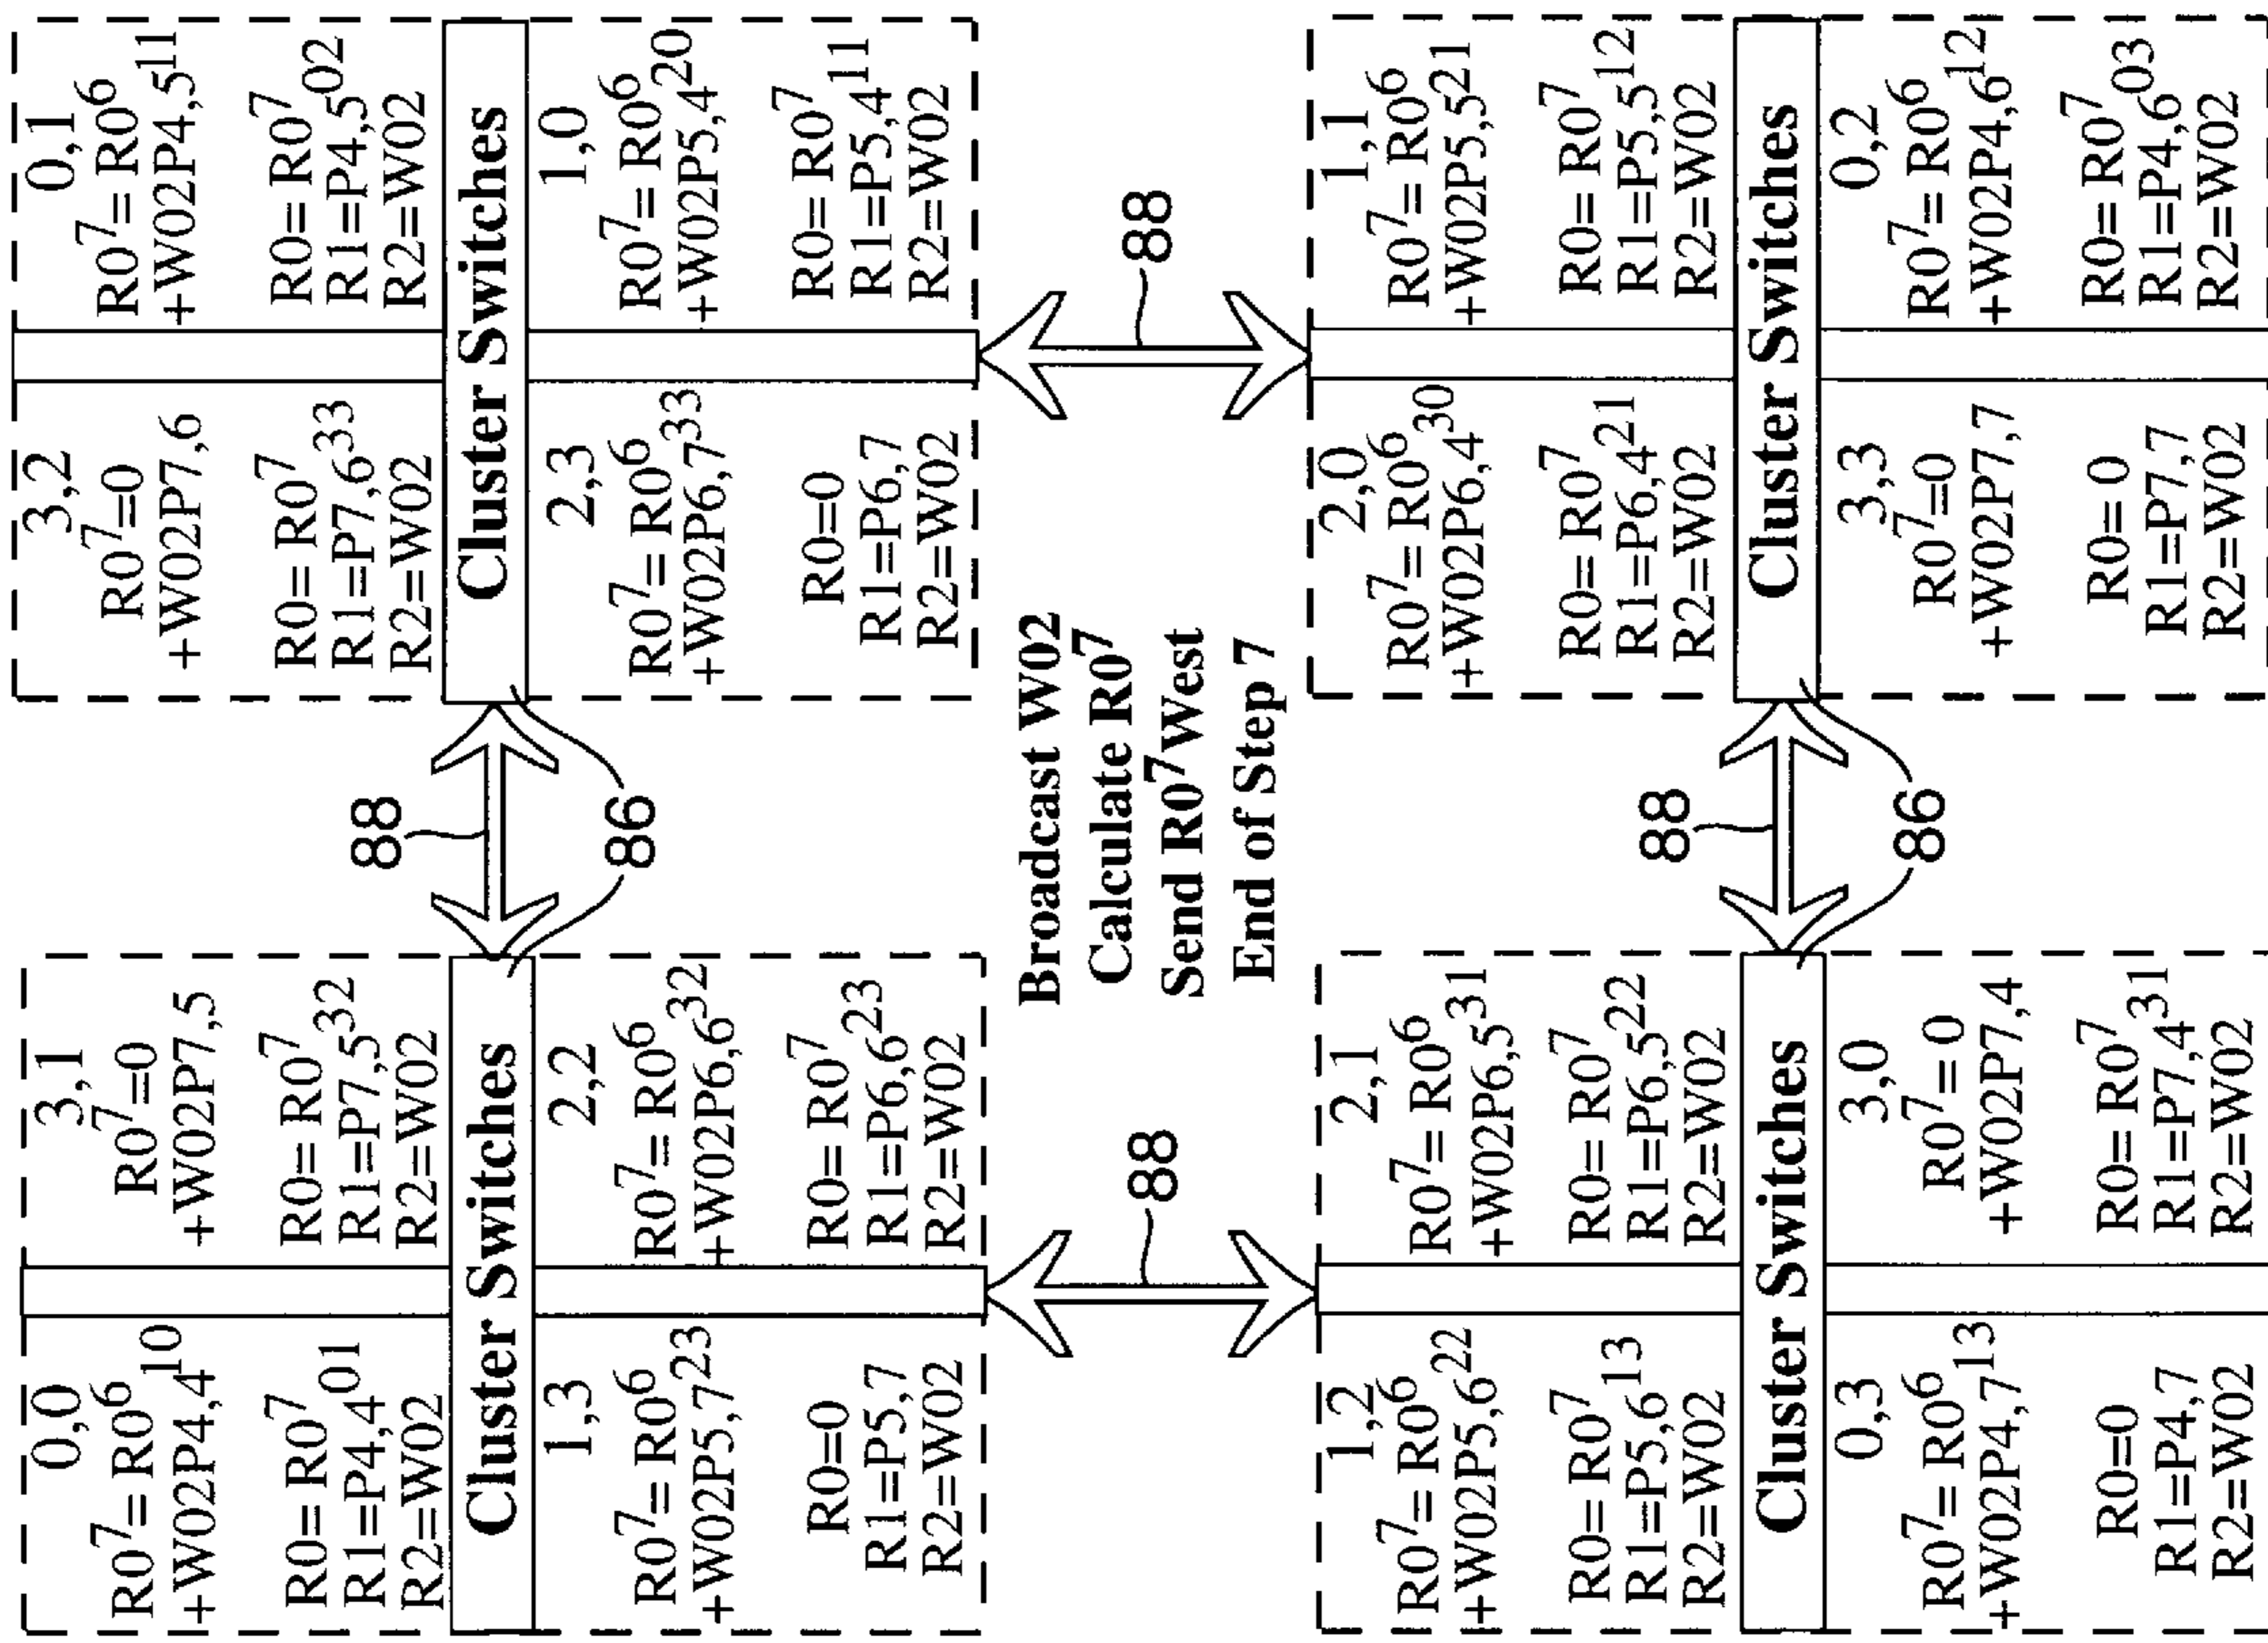 0,0
R0⁷= R0⁶
+W02P4,4¹⁰
R0= R0⁷
R1=P4,4⁰¹
R2=W02
3,1
R0⁷=0
+W02P7,5
R0= R0⁷
R1=P7,5³²
R2=W02
Cluster Switches
1,3
R0⁷= R0⁶
+W02P5,7²³
R0=0
R1=P5,7
R2=W02
2,2
R0⁷= R0⁶
+W02P6,6³²
R0= R0⁷
R1=P6,6²³
R2=W02
88
86
3,2
R0⁷=0
+W02P7,6
R0= R0⁷
R1=P7,6³³
R2=W02
0,1
R0⁷= R0⁶
+W02P4,5¹¹
R0= R0⁷
R1=P4,5⁰²
R2=W02
Cluster Switches
2,3
R0⁷= R0⁶
+W02P6,7³³
R0=0
R1=P6,7
R2=W02
1,0
R0⁷= R0⁶
+W02P5,4²⁰
R0= R0⁷
R1=P5,4¹¹
R2=W02
88
Broadcast W02
Calculate R0⁷
Send R0⁷West
End of Step 7
88
1,2
R0⁷= R0⁶
+W02P5,6²²
R0= R0⁷
R1=P5,6¹³
R2=W02
2,1
R0⁷= R0⁶
+W02P6,5³¹
R0= R0⁷
R1=P6,5²²
R2=W02
Cluster Switches
0,3
R0⁷= R0⁶
+W02P4,7¹³
R0=0
R1=P4,7
R2=W02
3,0
R0⁷= 0
+W02P7,4
R0= R0⁷
R1=P7,4³¹
R2=W02
88
86
2,0
R0⁷= R0⁶
+W02P6,4³⁰
R0= R0⁷
R1=P6,4²¹
R2=W02
1,1
R0⁷= R0⁶
+W02P5,5²¹
R0= R0⁷
R1=P5,5¹²
R2=W02
Cluster Switches
3,3
R0⁷=0
+W02P7,7
R0= 0
R1=P7,7
R2=W02
0,2
R0⁷= R0⁶
+W02P4,6¹²
R0= R0⁷
R1=P4,6⁰³
R2=W02